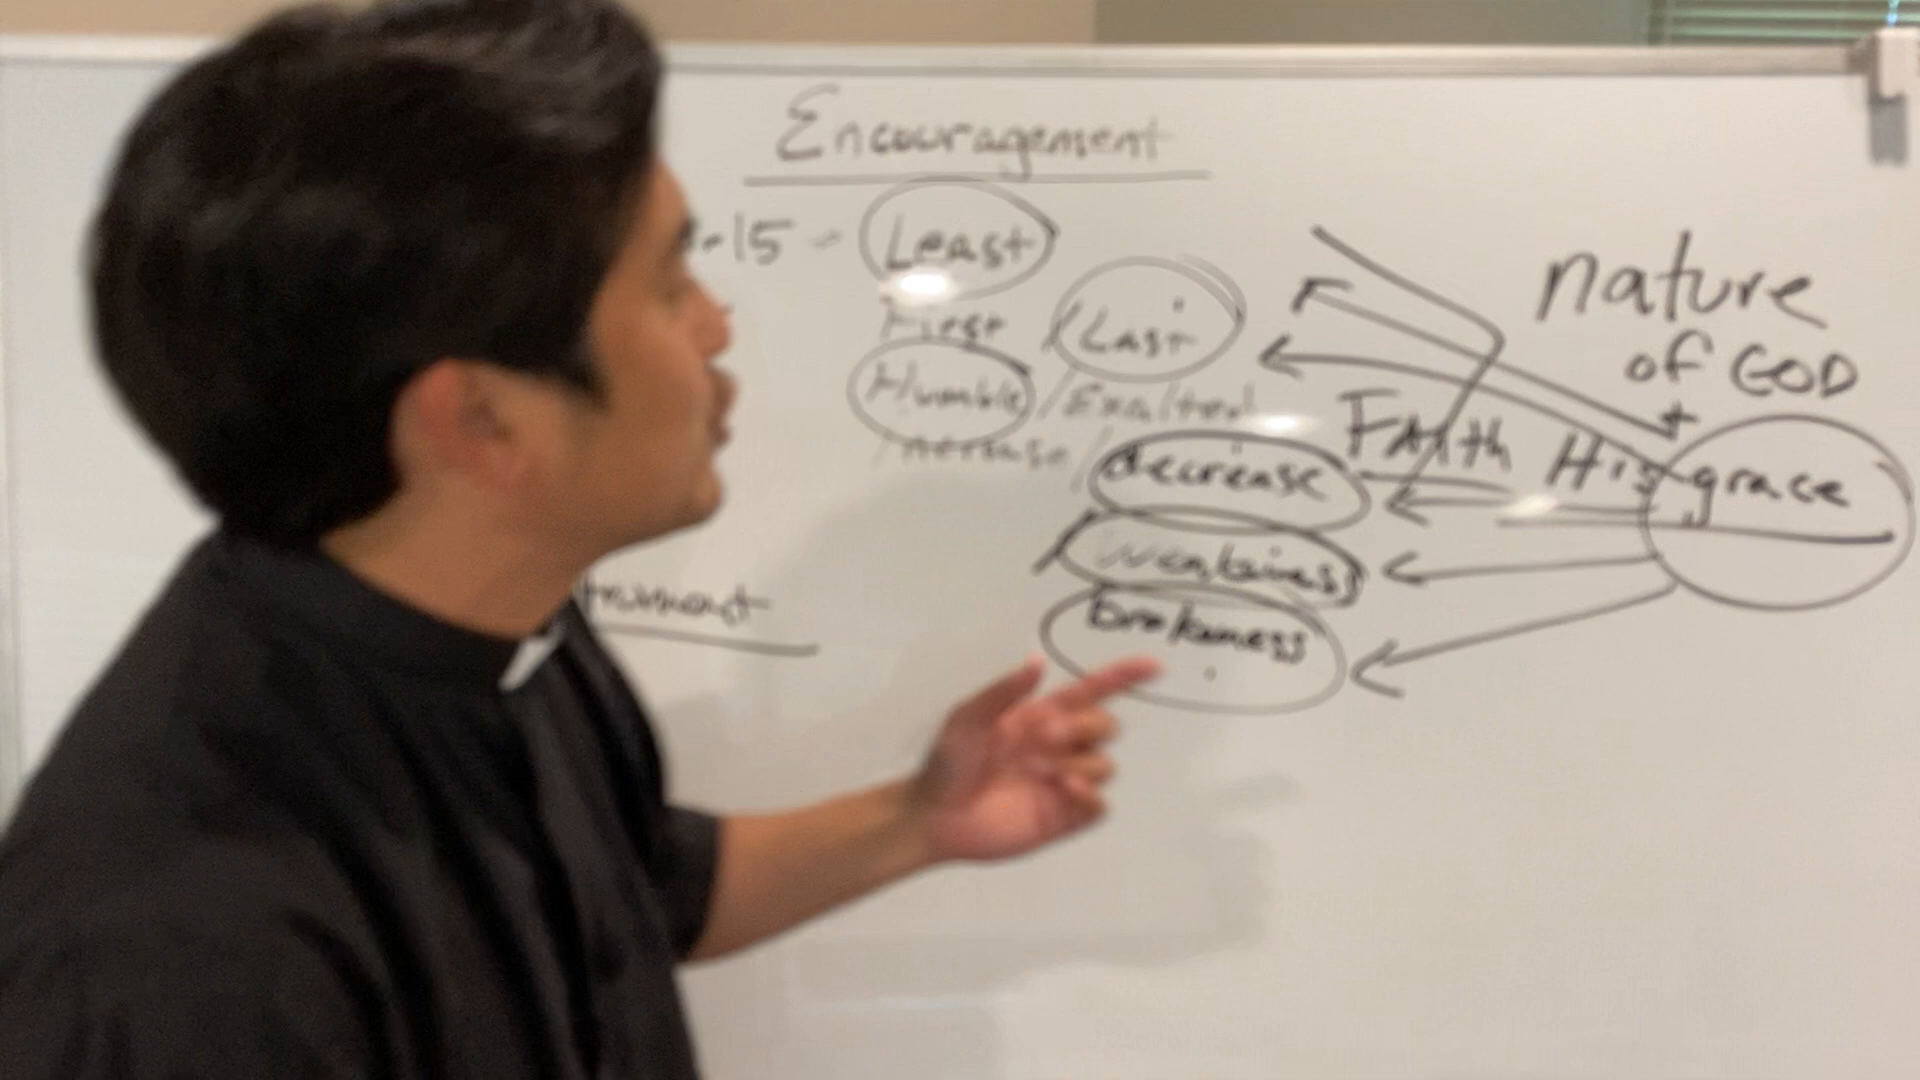 Encouragement
-15 - Least
First / Last
Humble / Exalted
increase / decrease
weakness
brokenness
nature
of GOD
+
FAith His grace